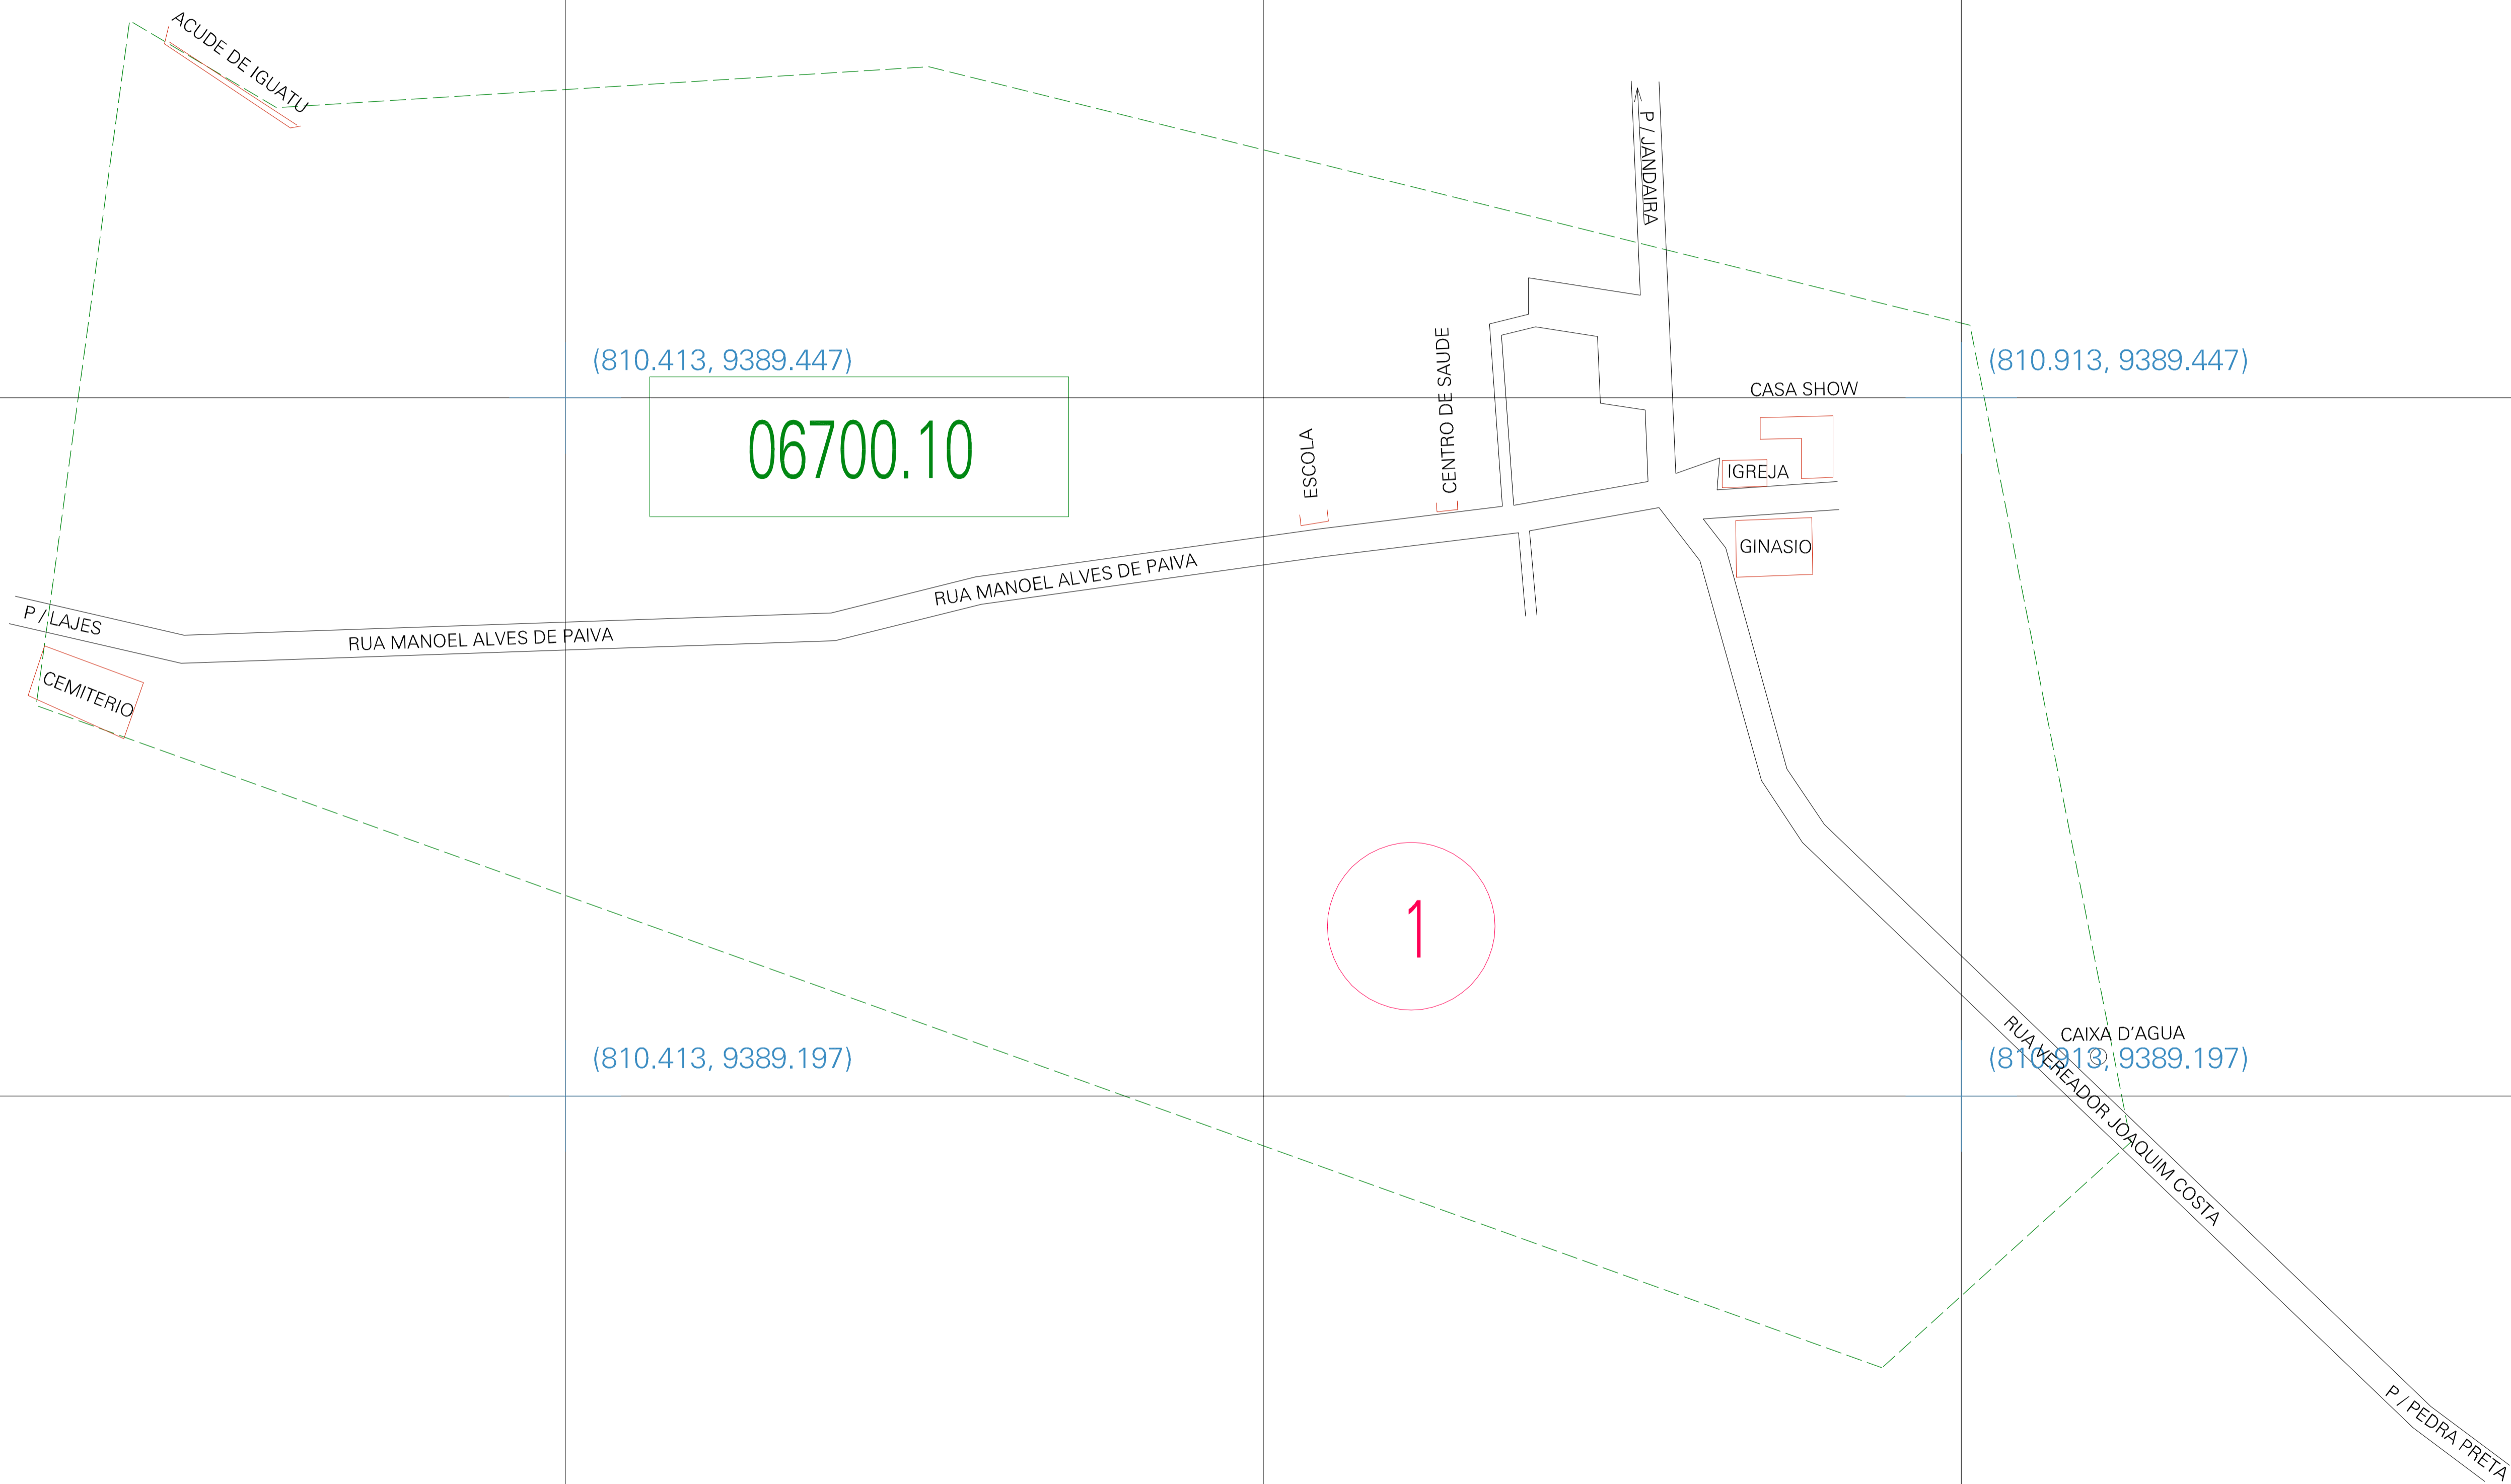 ACUDE DE IGUATU
P / JANDAIRA
(810.413, 9389.447)
(810.913, 9389.447)
CENTRO DE SAUDE
CASA SHOW
06700.10
ESCOLA
IGREJA
GINASIO
RUA MANOEL ALVES DE PAIVA
P / LAJES
RUA MANOEL ALVES DE PAIVA
CEMITERIO
1
CAIXA D'AGUA
(810.413, 9389.197)
(810.913, 9389.197)
RUA VEREADOR JOAQUIM COSTA
P / PEDRA PRETA